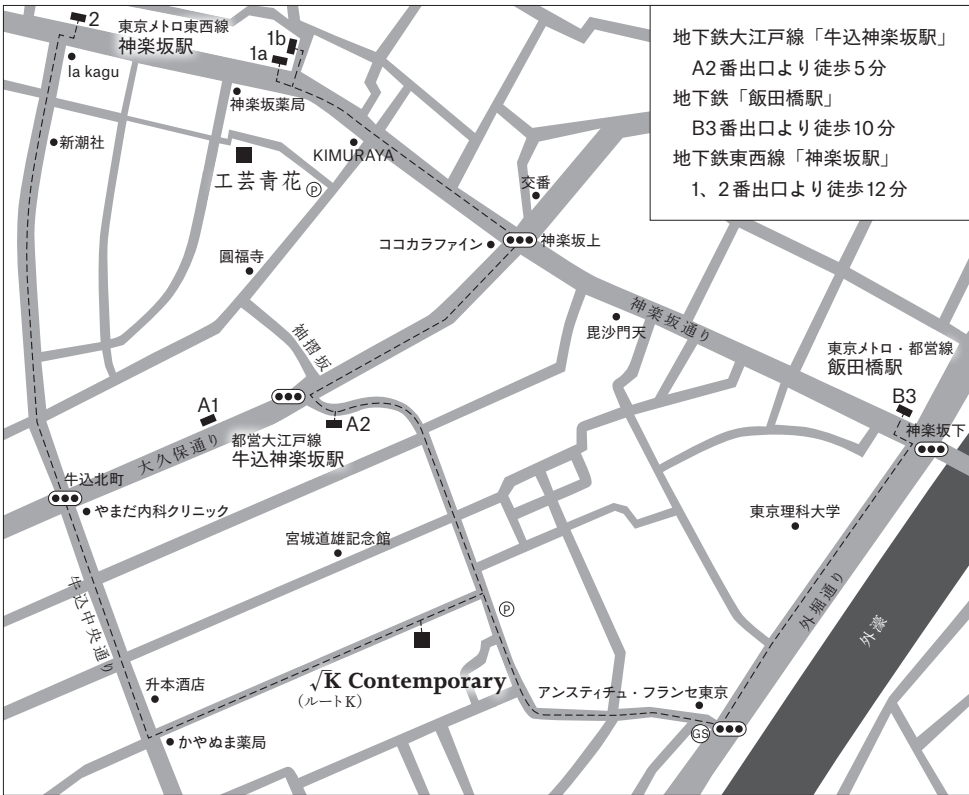 2
東京メトロ東西線
神楽坂駅
1b
1a
la kagu
神楽坂薬局
新潮社
KIMURAYA
工芸青花
P
交番
地下鉄大江戸線「牛込神楽坂駅」
A2番出口より徒歩5分
地下鉄「飯田橋駅」
B3番出口より徒歩10分
地下鉄東西線「神楽坂駅」
1、2番出口より徒歩12分
ココカラファイン
神楽坂上
圓福寺
袖摺坂
神楽坂通り
毘沙門天
東京メトロ・都営線
飯田橋駅
B3
神楽坂下
A1
A2
大久保通り
都営大江戸線
牛込神楽坂駅
牛込北町
やまだ内科クリニック
宮城道雄記念館
東京理科大学
牛込中央通り
P
外堀通り
外濠
√K Contemporary
(ルートK)
升本酒店
かやぬま薬局
アンスティチュ・フランセ東京
GS